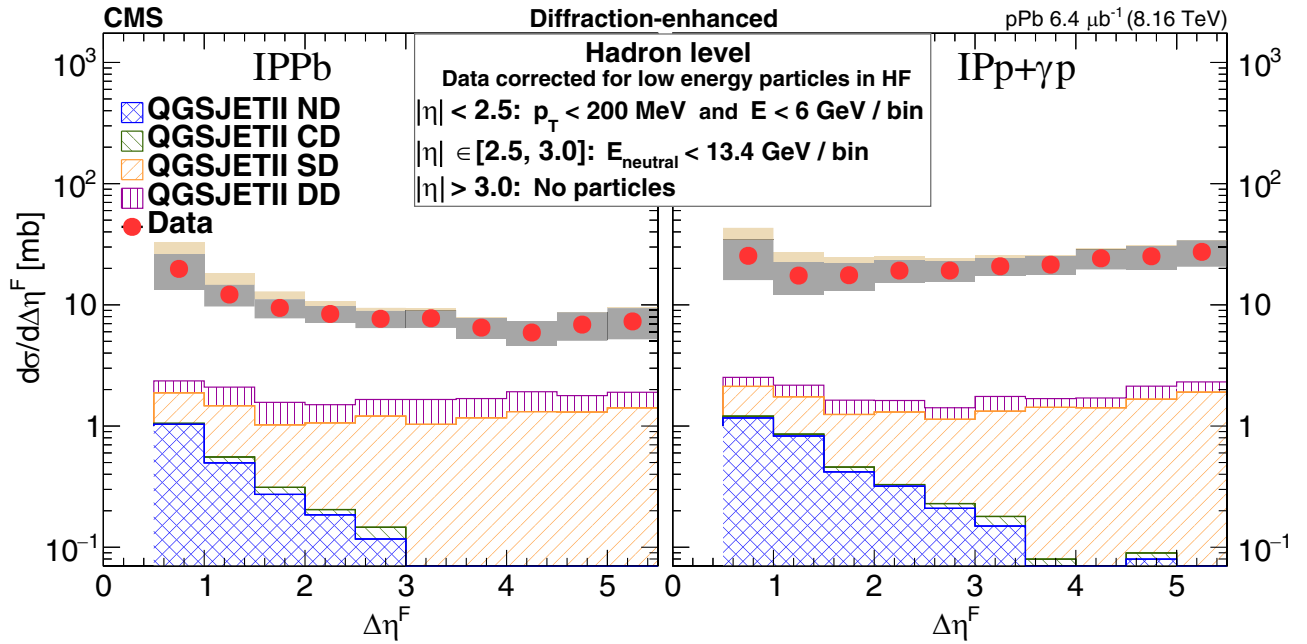 CMS Diffraction-enhanced pPb 6.4 μb⁻¹ (8.16 TeV)
IPPb
IPp+γp
Hadron level
Data corrected for low energy particles in HF
|η| < 2.5: p_T < 200 MeV and E < 6 GeV / bin
|η| ∈ [2.5, 3.0]: E_neutral < 13.4 GeV / bin
|η| > 3.0: No particles
QGSJETII ND
QGSJETII CD
QGSJETII SD
QGSJETII DD
Data
dσ/dΔη^F [mb]
10³
10²
10
1
10⁻¹
10³
10²
10
1
10⁻¹
0 1 2 3 4 5
0 1 2 3 4 5
Δη^F
Δη^F